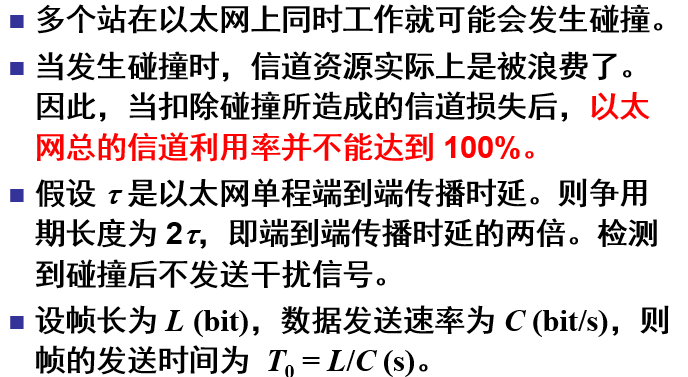 多个站在以太网上同时工作就可能会发生碰撞。
当发生碰撞时，信道资源实际上是被浪费了。
因此，当扣除碰撞所造成的信道损失后，以太
网总的信道利用率并不能达到 100%。
假设 τ 是以太网单程端到端传播时延。则争用
期长度为 2τ，即端到端传播时延的两倍。检测
到碰撞后不发送干扰信号。
设帧长为 L (bit)，数据发送速率为 C (bit/s)，则
帧的发送时间为 T₀ = L/C (s)。